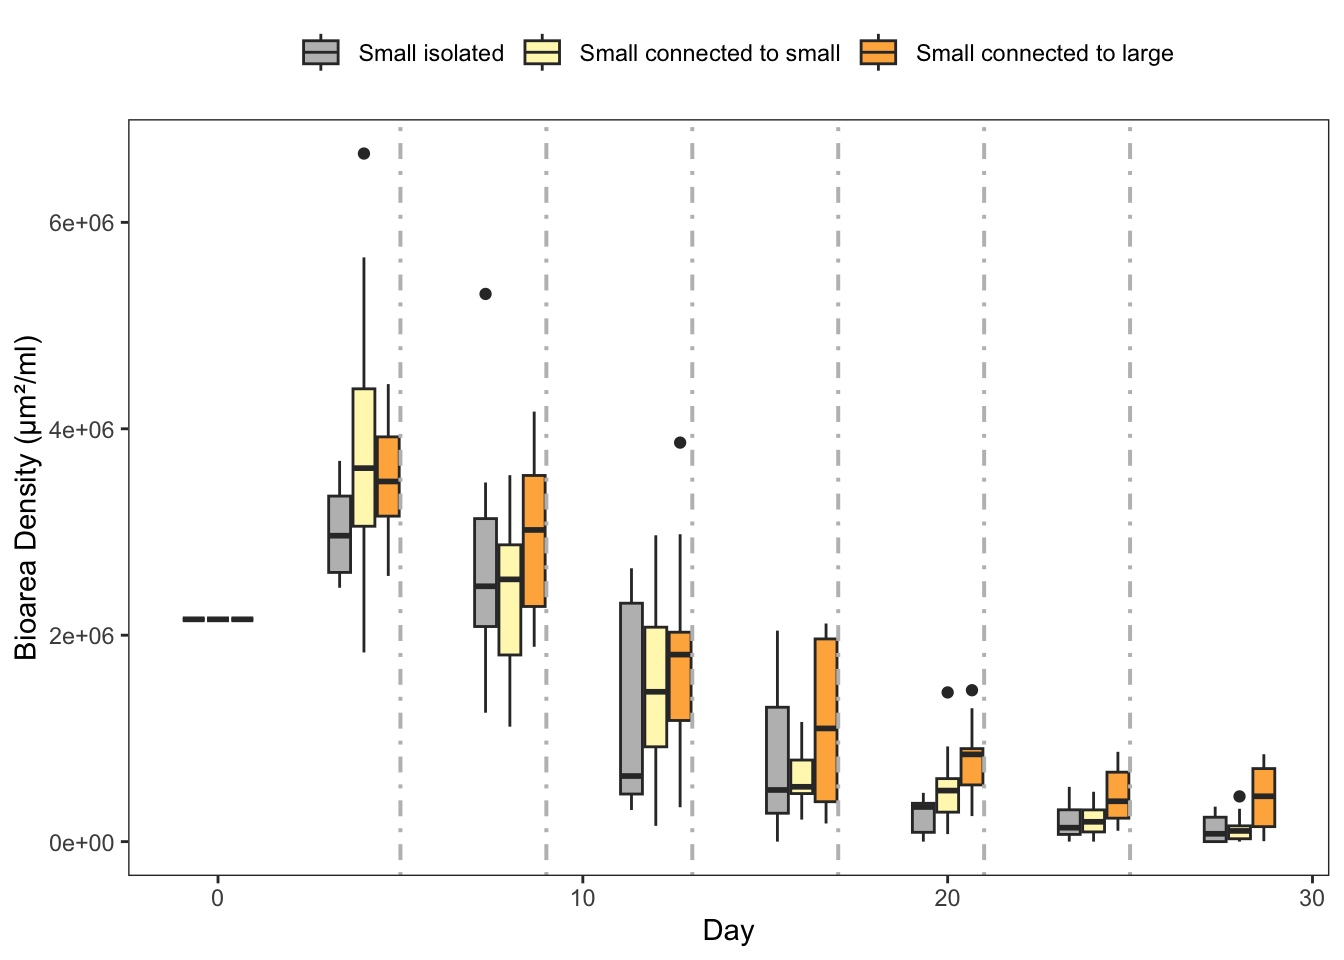 Small isolated Small connected to small Small connected to large
6e+06
4e+06
2e+06
0e+00
Bioarea Density (μm²/ml)
0 10 20 30
Day